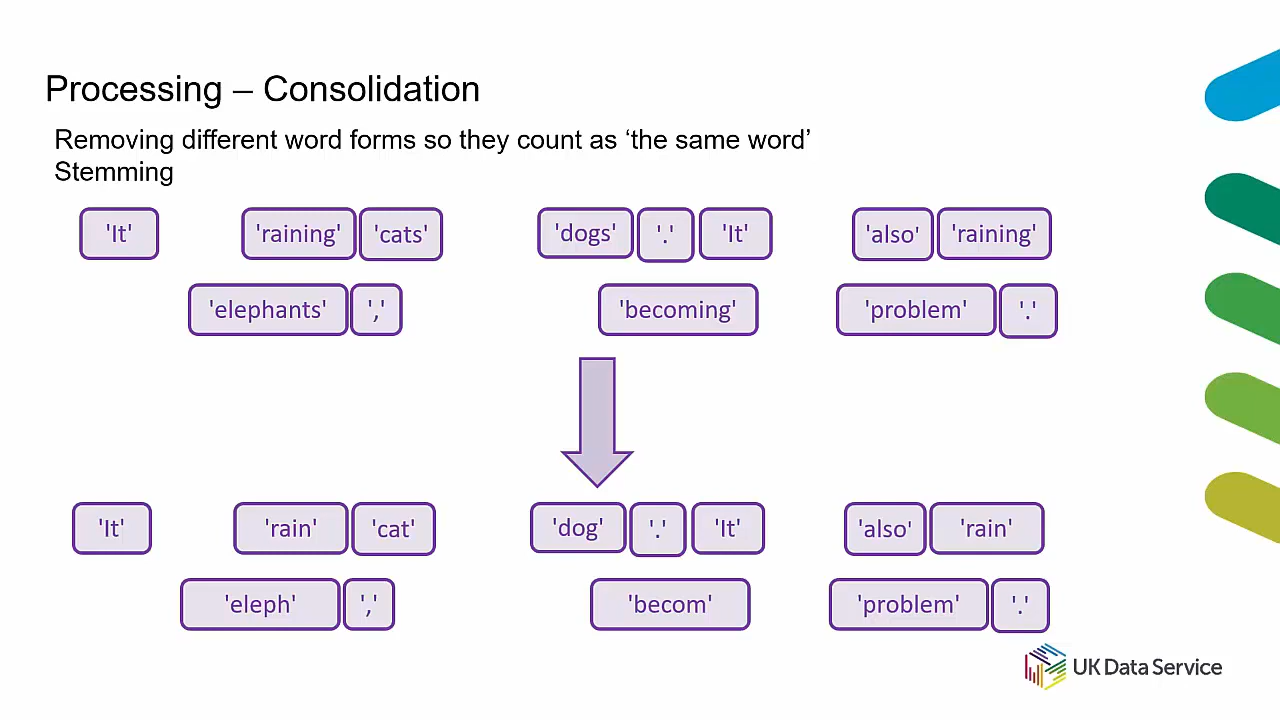 Processing – Consolidation
Removing different word forms so they count as ‘the same word’
Stemming
'It' 'raining' 'cats' 'dogs' '.' 'It' 'also' 'raining'
'elephants' ',' 'becoming' 'problem' '.'
'It' 'rain' 'cat' 'dog' '.' 'It' 'also' 'rain'
'eleph' ',' 'becom' 'problem' '.'
UK Data Service